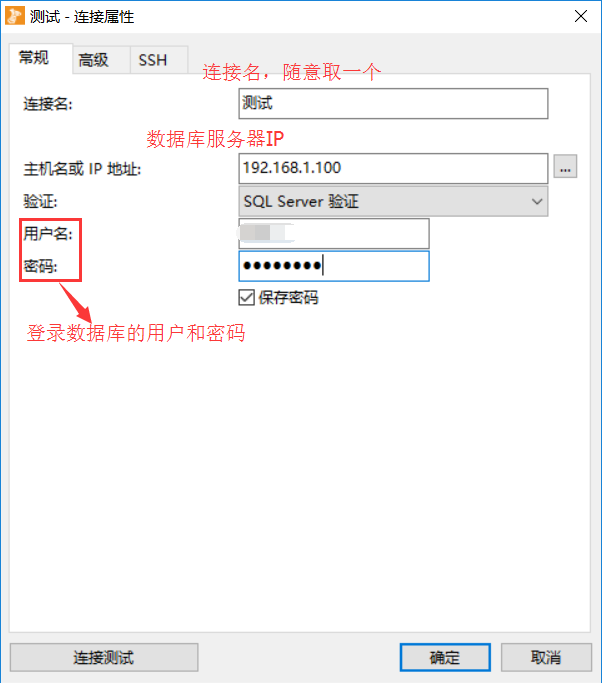 测试 - 连接属性
常规 高级 SSH
连接名，随意取一个
连接名: 测试
数据库服务器IP
主机名或 IP 地址: 192.168.1.100 ...
验证: SQL Server 验证
用户名:
密码: ●●●●●●●●
保存密码
登录数据库的用户和密码
连接测试 确定 取消